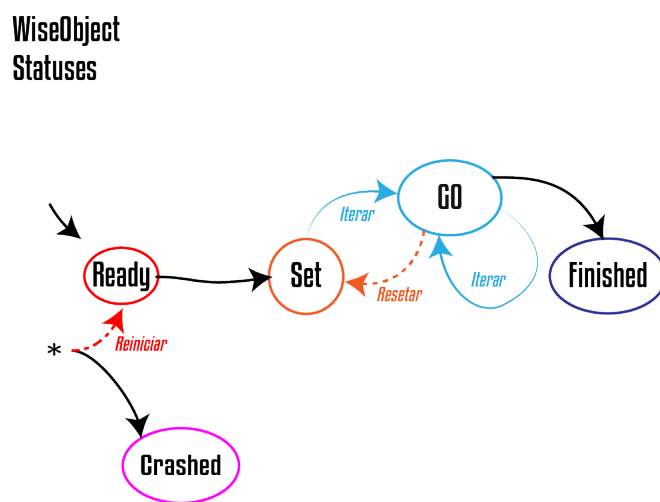 WiseObject
Statuses
GO
Iterar
Ready
Set
Iterar
Finished
Resetar
*
Reiniciar
Crashed